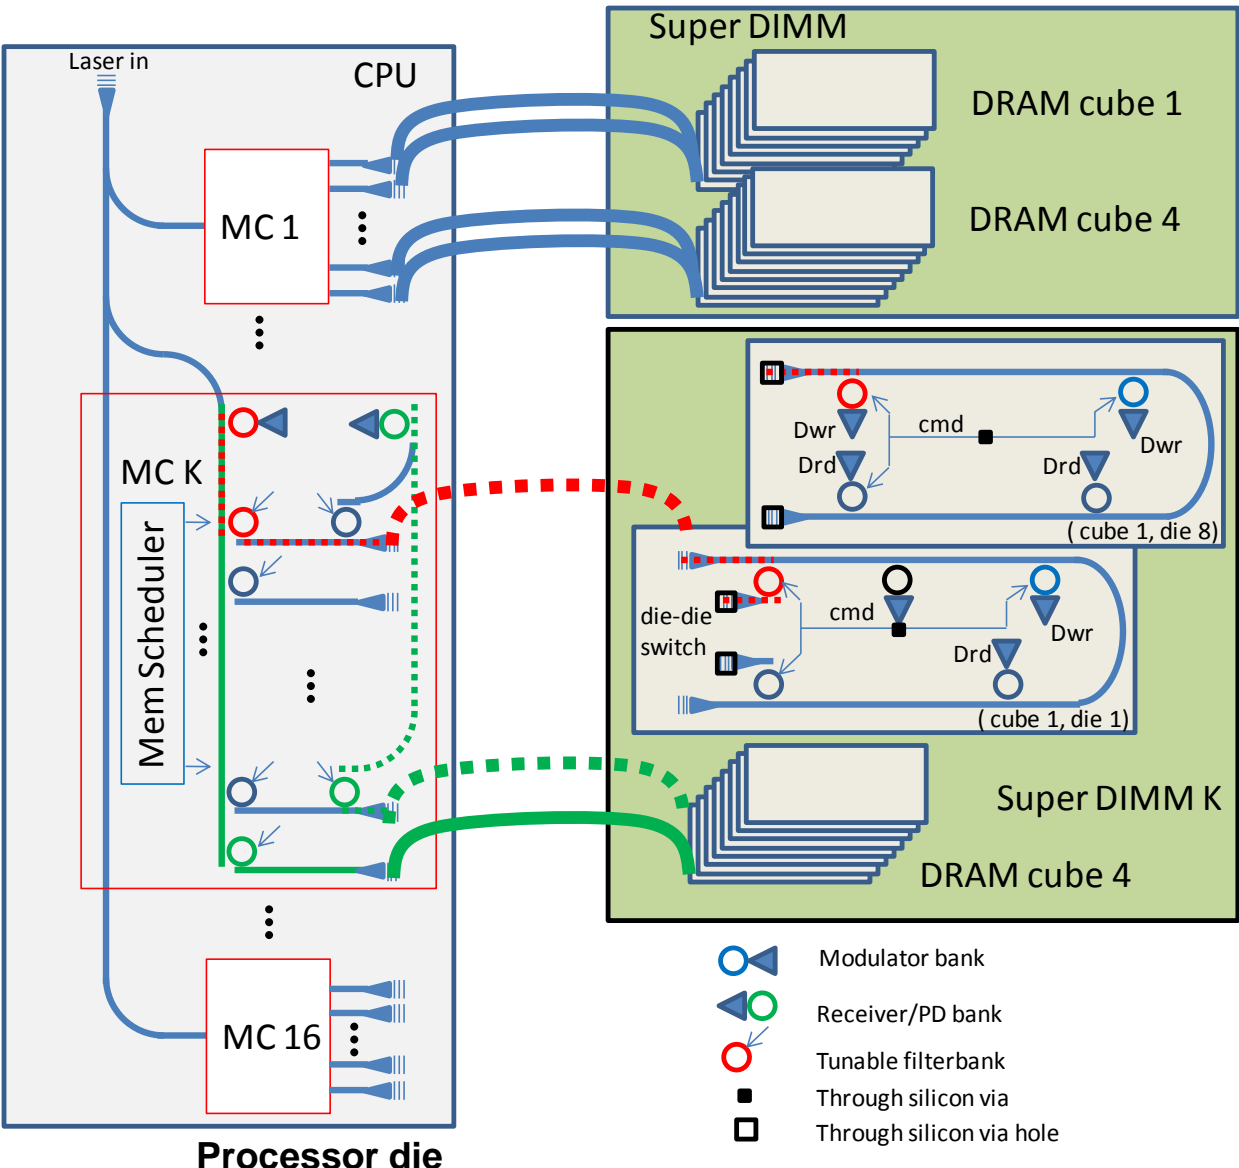 Super DIMM
Laser in
CPU
DRAM cube 1
MC 1
DRAM cube 4
MC K
Mem Scheduler
cmd
Dwr
Dwr
Drd
Drd
( cube 1, die 8)
die-die
switch
cmd
Dwr
Drd
( cube 1, die 1)
Super DIMM K
DRAM cube 4
MC 16
Modulator bank
Receiver/PD bank
Tunable filterbank
Through silicon via
Through silicon via hole
Processor die